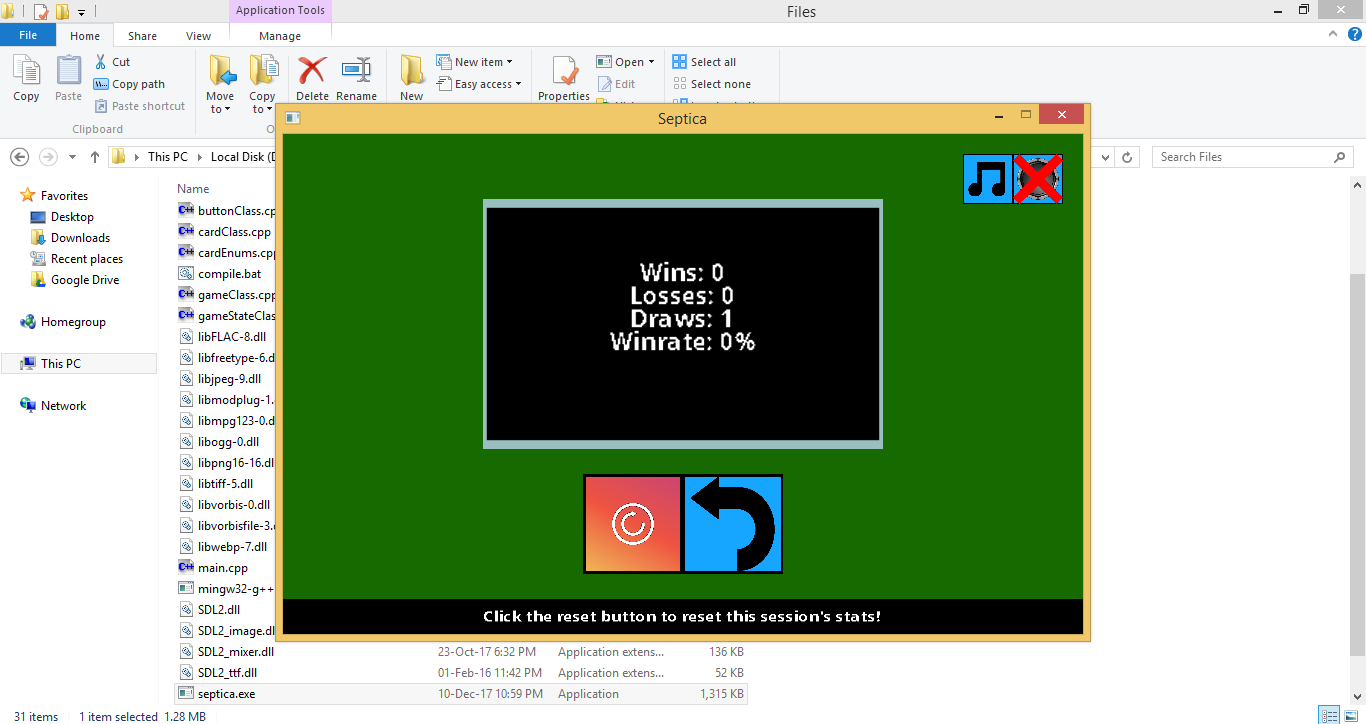 Application Tools
Files
File
Home
Share
View
Manage
Copy
Paste
Cut
Copy path
Paste shortcut
Clipboard
Move to
Copy to
Delete
Rename
New
New item
Easy access
Properties
Open
Edit
Select all
Select none
Septica
This PC
Local Disk (D
Search Files
Favorites
Desktop
Downloads
Recent places
Google Drive
Homegroup
This PC
Network
Name
buttonClass.cp
cardClass.cpp
cardEnums.cpp
compile.bat
gameClass.cpp
gameStateClas
libFLAC-8.dll
libfreetype-6.d
libjpeg-9.dll
libmodplug-1.
libmpg123-0.d
libogg-0.dll
libpng16-16.dl
libtiff-5.dll
libvorbis-0.dll
libvorbisfile-3.
libwebp-7.dll
main.cpp
mingw32-g++
SDL2.dll
SDL2_image.dl
SDL2_mixer.dll 23-Oct-17 6:32 PM Application extens... 136 KB
SDL2_ttf.dll 01-Feb-16 11:42 PM Application extens... 52 KB
septica.exe 10-Dec-17 10:59 PM Application 1,315 KB
Wins: 0
Losses: 0
Draws: 1
Winrate: 0%
Click the reset button to reset this session's stats!
31 items 1 item selected 1.28 MB